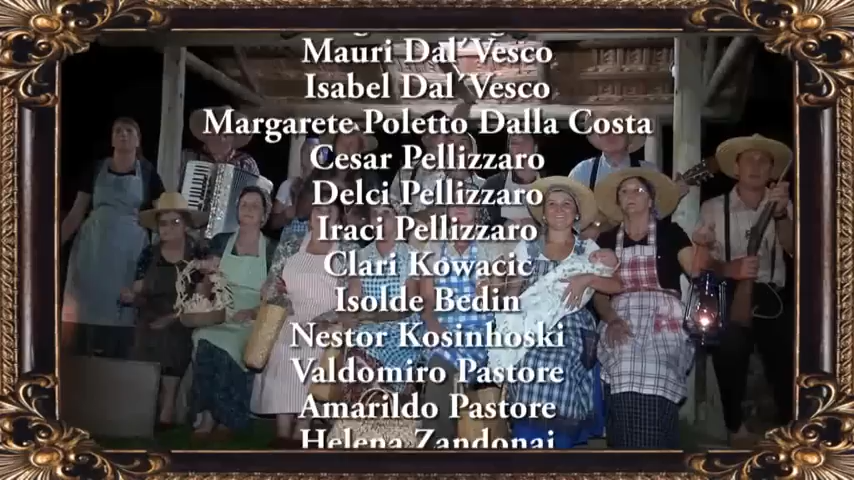 Mauri Dal´Vesco
Isabel Dal´Vesco
Margarete Poletto Dalla Costa
Cesar Pellizzaro
Delci Pellizzaro
Iraci Pellizzaro
Clari Kowacic
Isolde Bedin
Nestor Kosinhoski
Valdomiro Pastore
Amarildo Pastore
Helena Zandonai